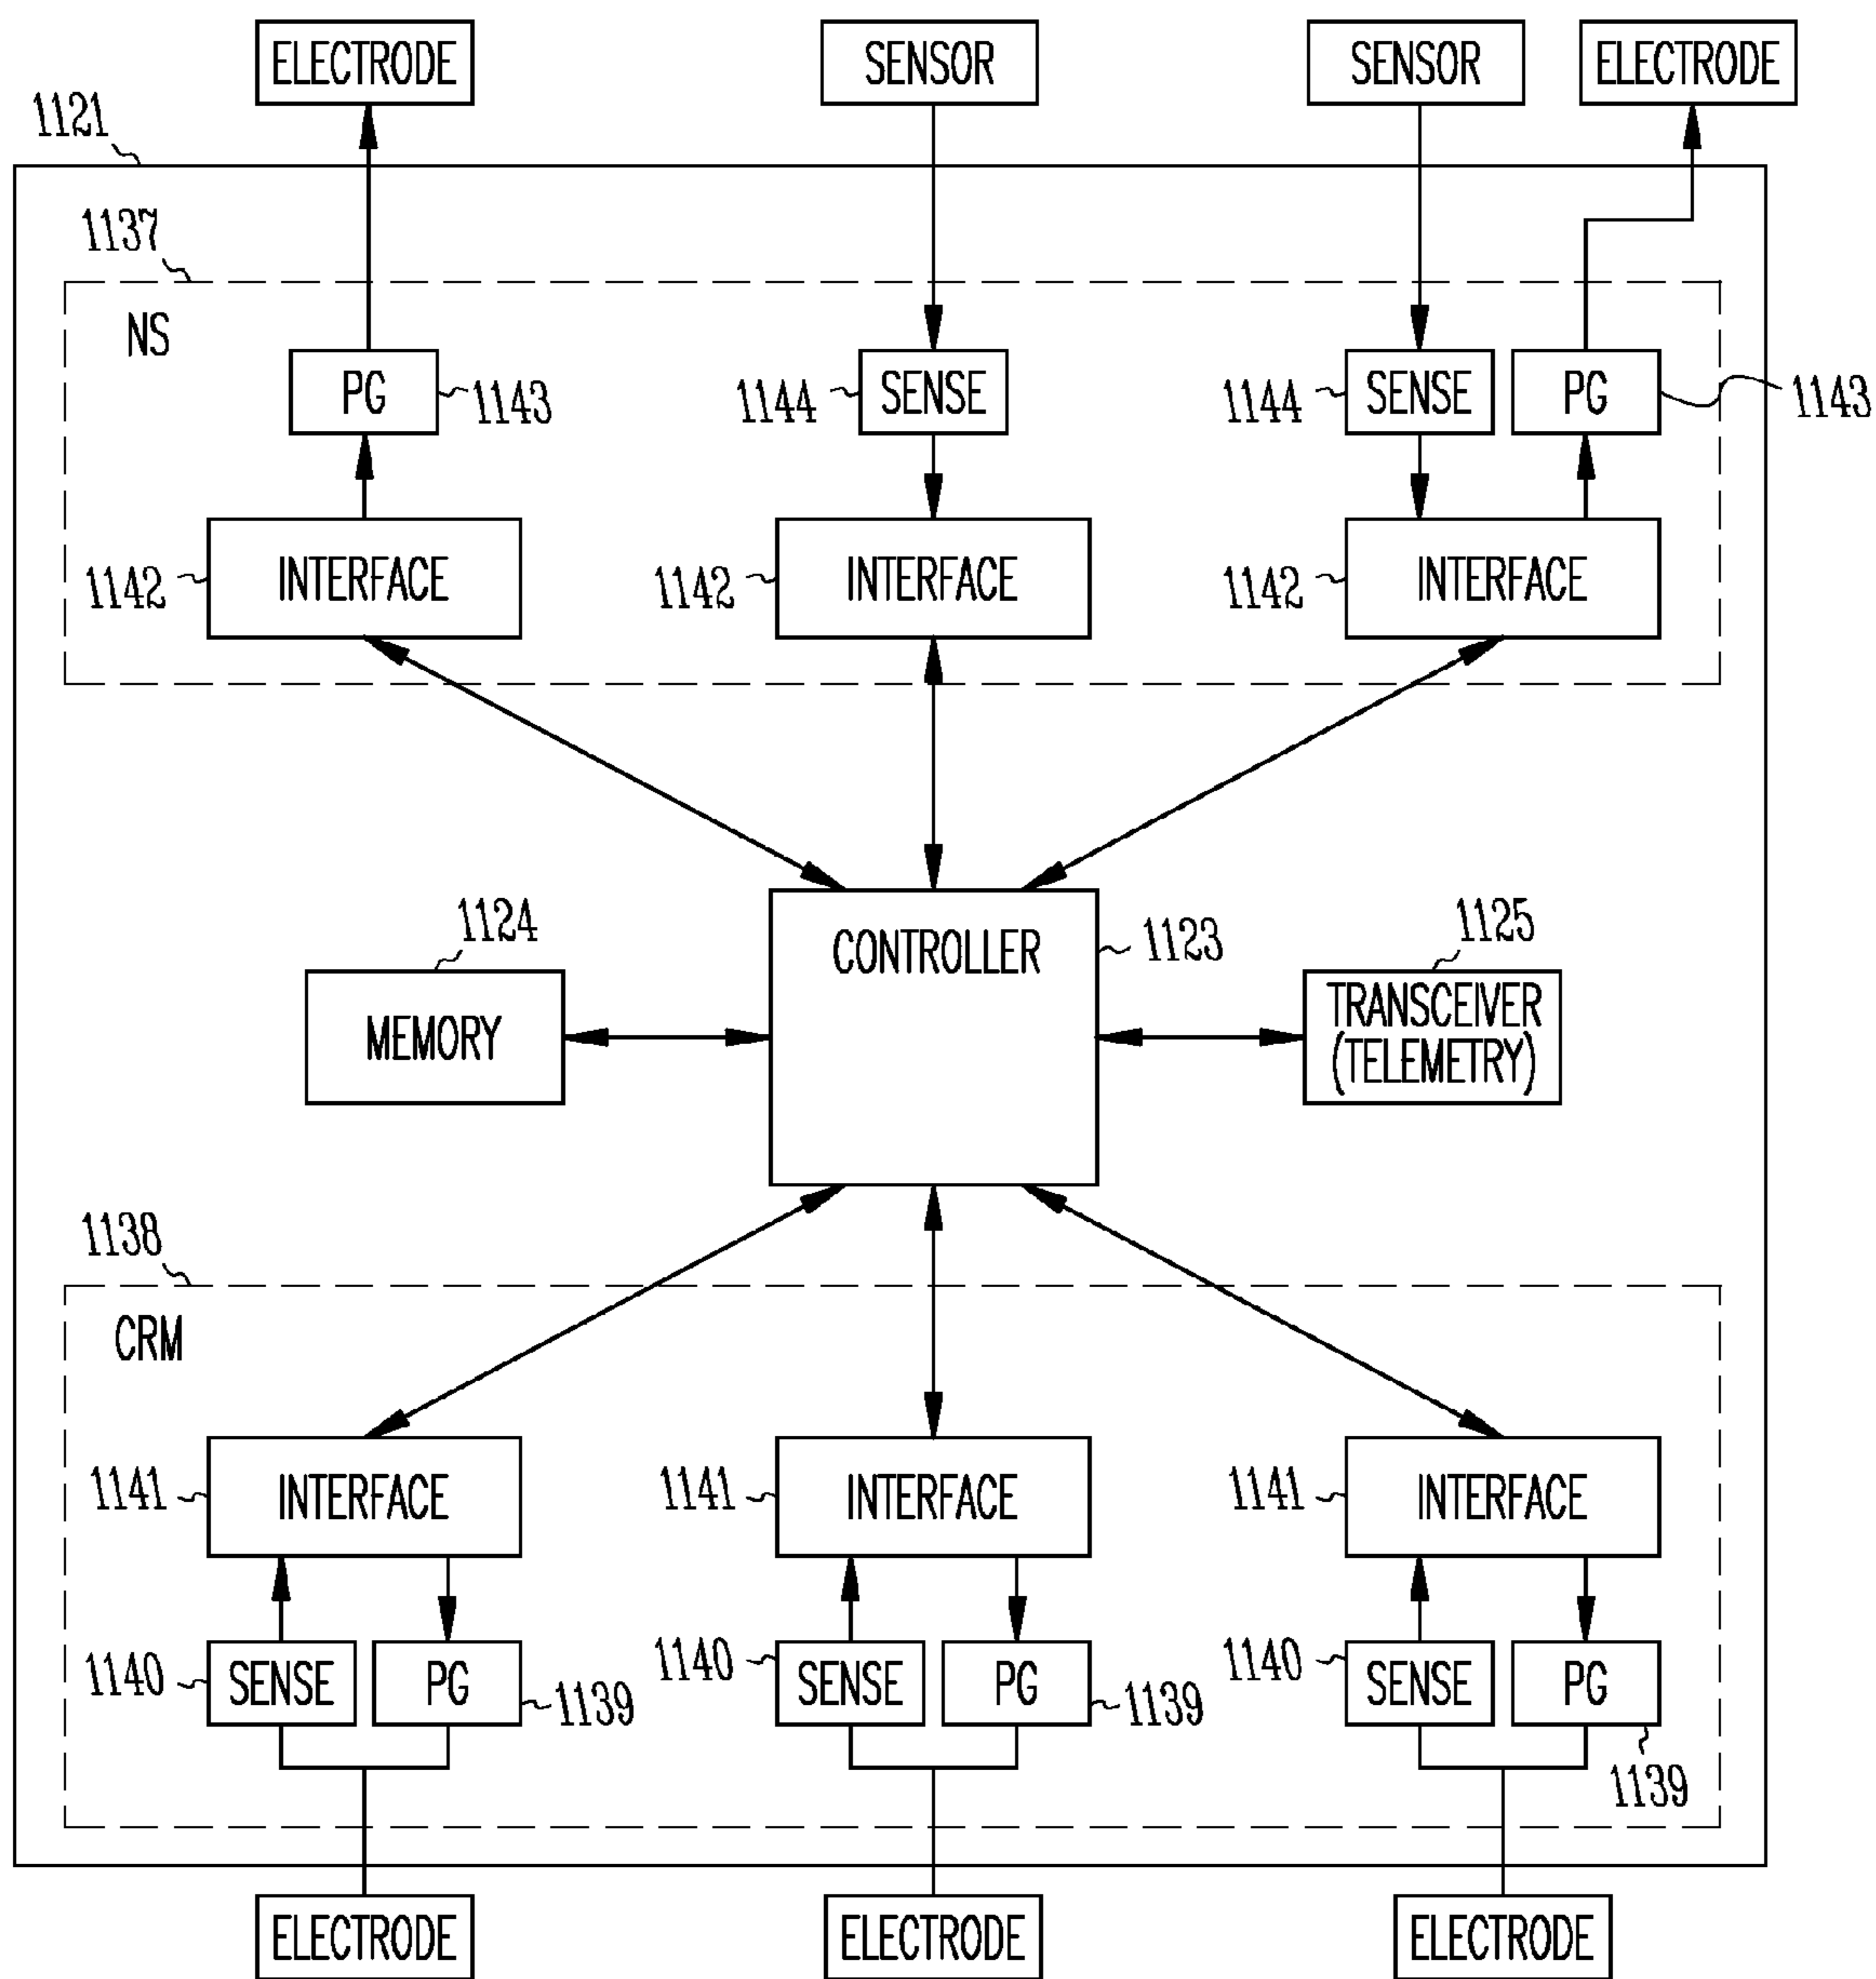 ELECTRODE
SENSOR
SENSOR
ELECTRODE
1121
1137
NS
PG
1143
1144
SENSE
1144
SENSE
PG
1143
1142
INTERFACE
1142
INTERFACE
1142
INTERFACE
1124
MEMORY
CONTROLLER
1123
1125
TRANSCEIVER
(TELEMETRY)
1138
CRM
1141
INTERFACE
1141
INTERFACE
1141
INTERFACE
1140
SENSE
PG
1139
1140
SENSE
PG
1139
1140
SENSE
PG
1139
ELECTRODE
ELECTRODE
ELECTRODE